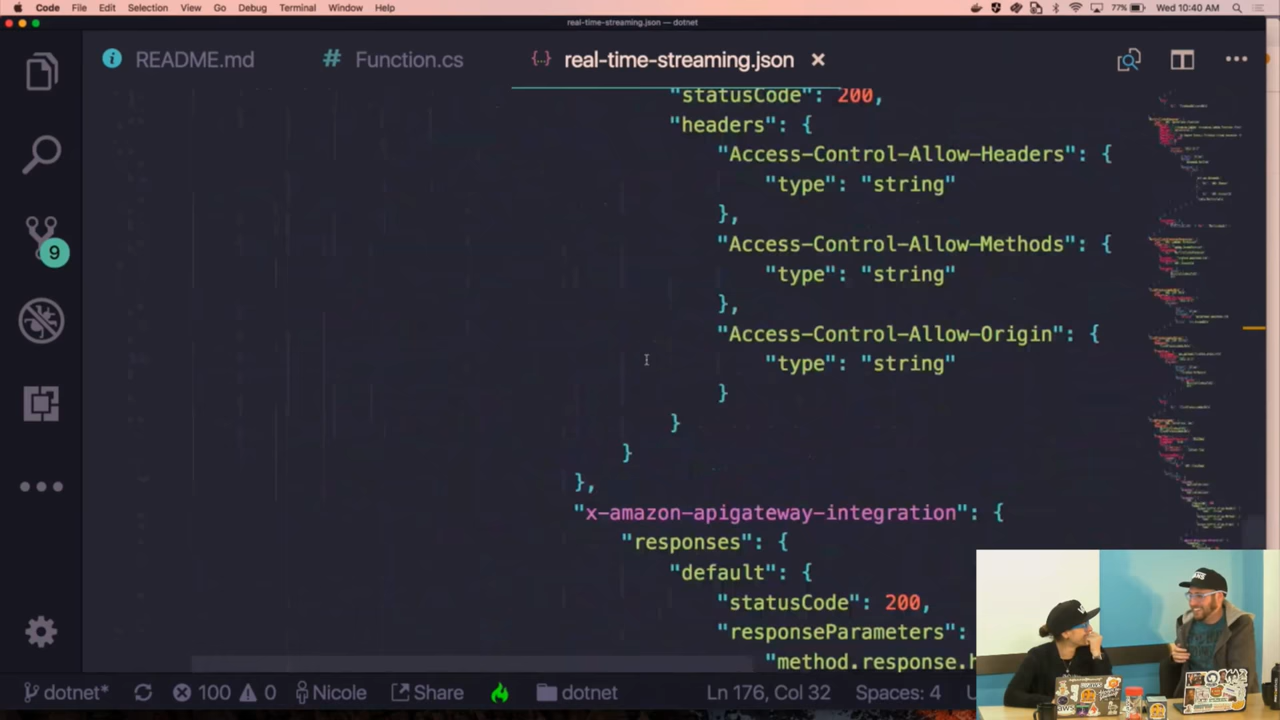 Code File Edit Selection View Go Debug Terminal Window Help 77% Wed 10:40 AM
real-time-streaming.json — dotnet
README.md Function.cs {··} real-time-streaming.json ×
"statusCode": 200,
"headers": {
"Access-Control-Allow-Headers": {
"type": "string"
},
"Access-Control-Allow-Methods": {
"type": "string"
},
"Access-Control-Allow-Origin": {
"type": "string"
}
}
}
},
"x-amazon-apigateway-integration": {
"responses": {
"default": {
"statusCode": 200,
"responseParameters":
"method.response.h
9
dotnet* 100 0 Nicole Share dotnet Ln 176, Col 32 Spaces: 4